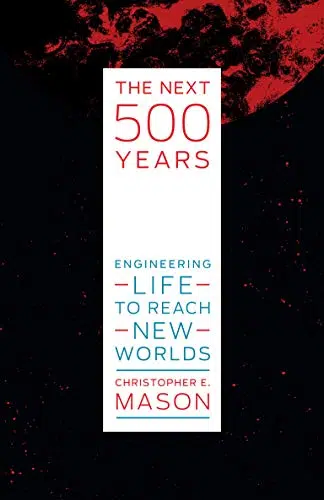 THE NEXT
500
YEARS
ENGINEERING
LIFE
TO REACH
NEW
WORLDS
CHRISTOPHER E.
MASON